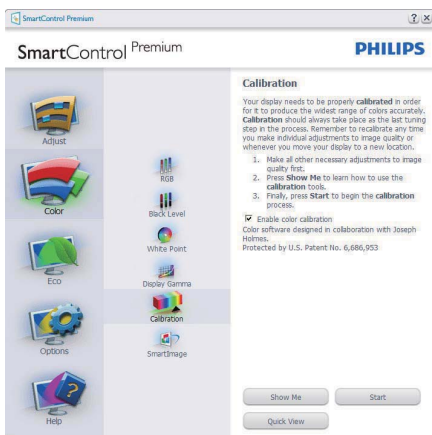 SmartControl Premium
SmartControl Premium
PHILIPS
Adjust
Color
Eco
Options
Help
RGB
Black Level
White Point
Display Gamma
Calibration
SmartImage
Calibration
Your display needs to be properly calibrated in order
for it to produce the widest range of colors accurately.
Calibration should always take place as the last tuning
step in the process. Remember to recalibrate any time
you make individual adjustments to image quality or
whenever you move your display to a new location.
1. Make all other necessary adjustments to image
quality first.
2. Press Show Me to learn how to use the
calibration tools.
3. Finally, press Start to begin the calibration
process.
Enable color calibration
Color software designed in collaboration with Joseph
Holmes.
Protected by U.S. Patent No. 6,686,953
Show Me
Start
Quick View